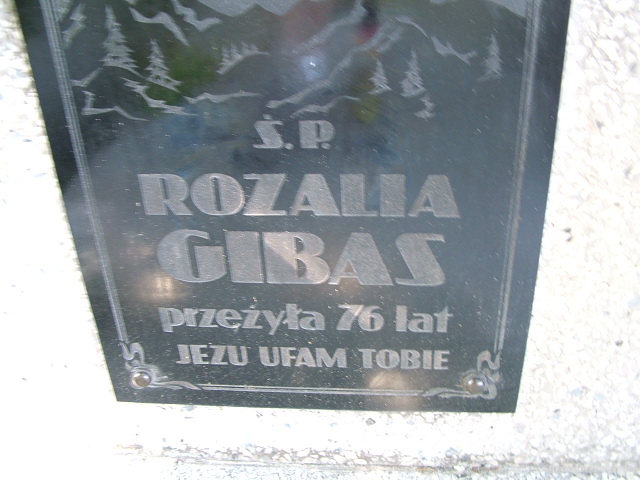 Ś.P.
ROZALIA
GIBAS
przeżyła 76 lat
JEZU UFAM TOBIE